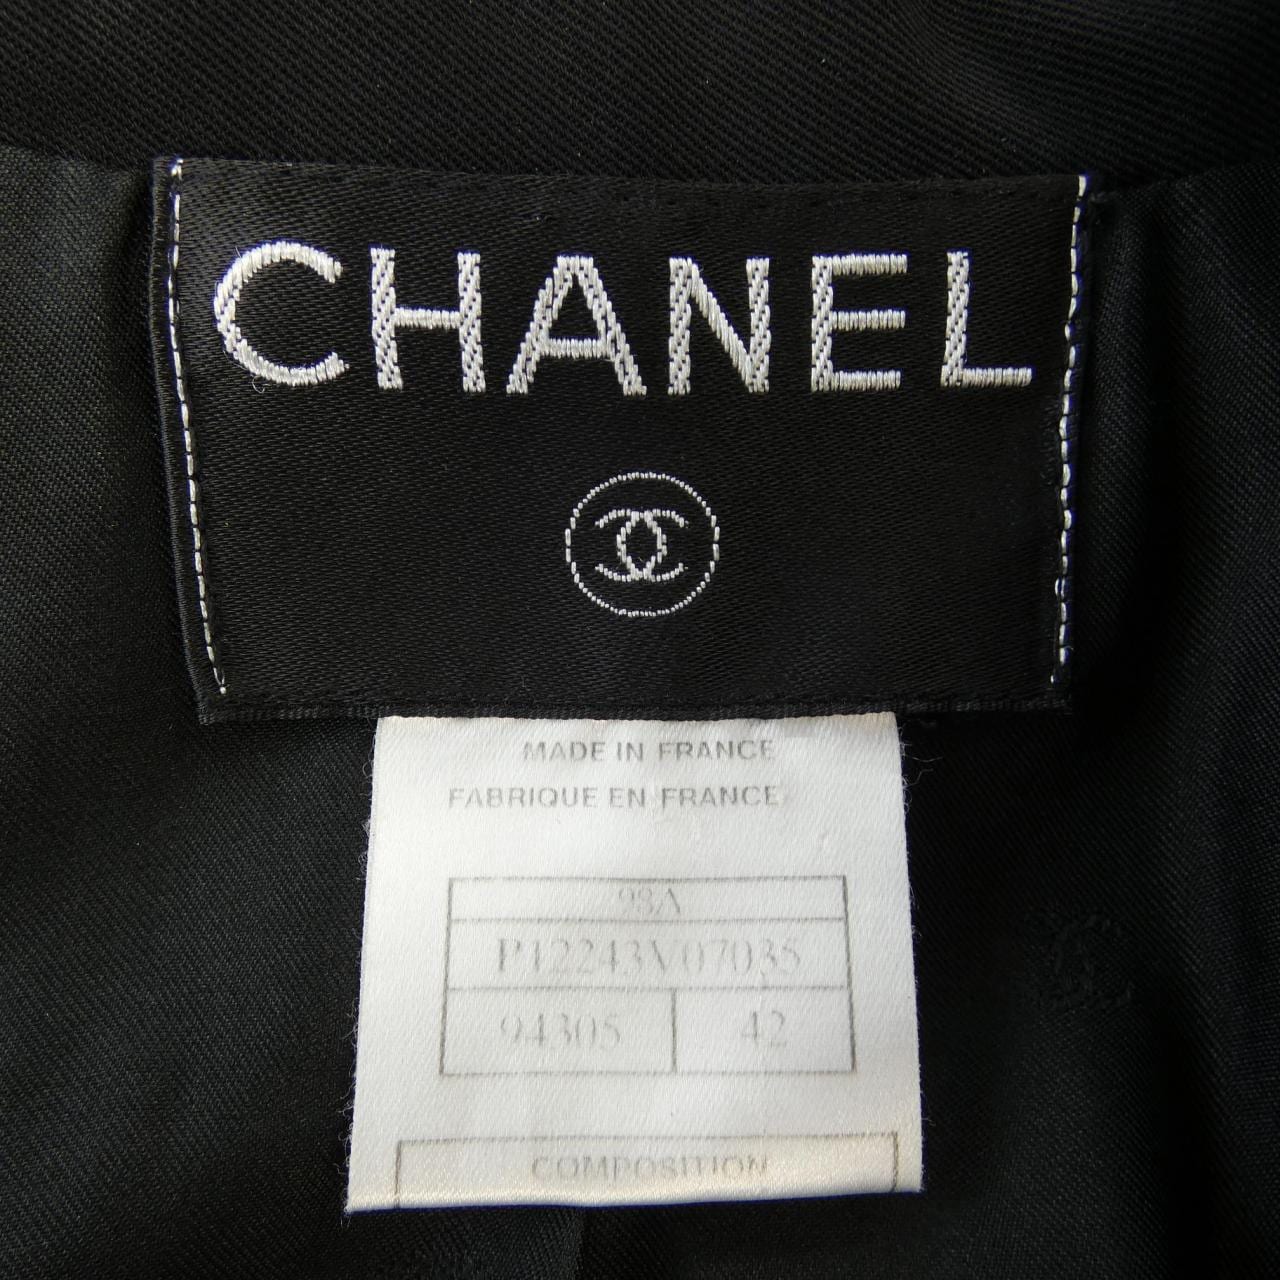 CHANEL
MADE IN FRANCE
FABRIQUE EN FRANCE
98A
P12243V07035
94305 42
COMPOSITION